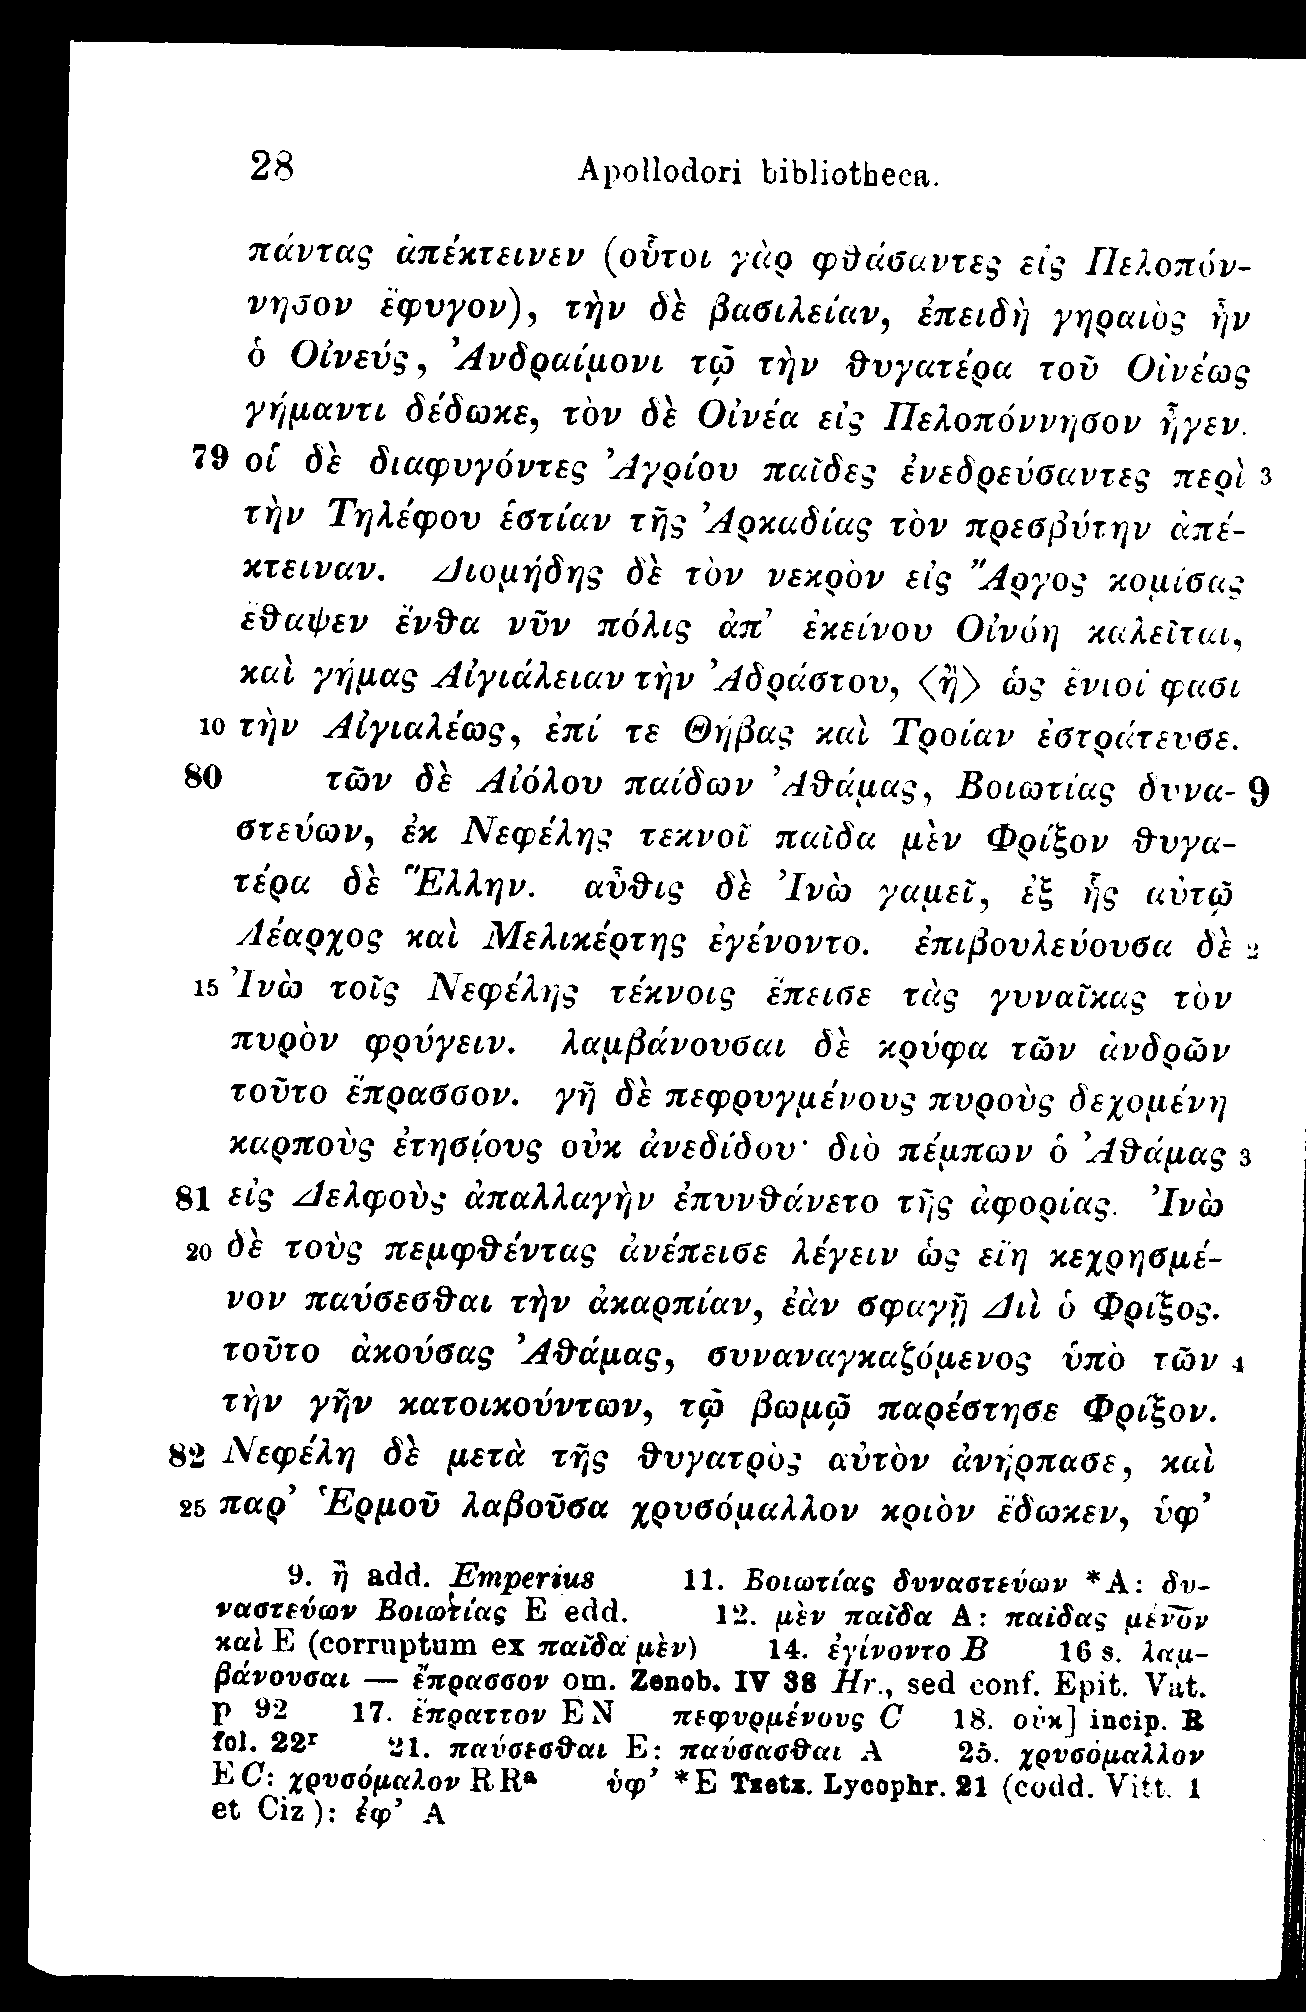 28 Apollodori bibliotheca.
πάντας ἀπέκτεινεν (οὗτοι γὰρ φθάσαντες εἰς Πελοπόν-
νησον ἔφυγον), τὴν δὲ βασιλείαν, ἐπειδὴ γηραιὸς ἦν
ὁ Οἰνεύς, Ἀνδραίμονι τῷ τὴν θυγατέρα τοῦ Οἰνέως
γήμαντι δέδωκε, τὸν δὲ Οἰνέα εἰς Πελοπόννησον ἦγεν.
79 οἱ δὲ διαφυγόντες Ἀγρίου παῖδες ἐνεδρεύσαντες περὶ 3
τὴν Τηλέφου ἑστίαν τῆς Ἀρκαδίας τὸν πρεσβύτην ἀπέ-
κτειναν. Διομήδης δὲ τὸν νεκρὸν εἰς Ἄργος κομίσας
ἔθαψεν ἔνθα νῦν πόλις ἀπ’ ἐκείνου Οἰνόη καλεῖται,
καὶ γήμας Αἰγιάλειαν τὴν Ἀδράστου, ⟨ἢ⟩ ὡς ἔνιοί φασι
10 τὴν Αἰγιαλέως, ἐπί τε Θήβας καὶ Τροίαν ἐστράτευσε.
80 τῶν δὲ Αἰόλου παίδων Ἀθάμας, Βοιωτίας δυνα- 9
στεύων, ἐκ Νεφέλης τεκνοῖ παῖδα μὲν Φρίξον θυγα-
τέρα δὲ Ἕλλην. αὖθις δὲ Ἰνὼ γαμεῖ, ἐξ ἧς αὐτῷ
Λέαρχος καὶ Μελικέρτης ἐγένοντο. ἐπιβουλεύουσα δὲ 2
15 Ἰνὼ τοῖς Νεφέλης τέκνοις ἔπεισε τὰς γυναῖκας τὸν
πυρὸν φρύγειν. λαμβάνουσαι δὲ κρύφα τῶν ἀνδρῶν
τοῦτο ἔπρασσον. γῆ δὲ πεφρυγμένους πυροὺς δεχομένη
καρποὺς ἐτησίους οὐκ ἀνεδίδου· διὸ πέμπων ὁ Ἀθάμας 3
81 εἰς Δελφοὺς ἀπαλλαγὴν ἐπυνθάνετο τῆς ἀφορίας. Ἰνὼ
20 δὲ τοὺς πεμφθέντας ἀνέπεισε λέγειν ὡς εἴη κεχρησμέ-
νον παύσεσθαι τὴν ἀκαρπίαν, ἐὰν σφαγῇ Διὶ ὁ Φρίξος.
τοῦτο ἀκούσας Ἀθάμας, συναναγκαζόμενος ὑπὸ τῶν 4
τὴν γῆν κατοικούντων, τῷ βωμῷ παρέστησε Φρίξον.
82 Νεφέλη δὲ μετὰ τῆς θυγατρὸς αὐτὸν ἀνήρπασε, καὶ
25 παρ’ Ἑρμοῦ λαβοῦσα χρυσόμαλλον κριὸν ἔδωκεν, ὑφ’
9. ἢ add. Emperius 11. Βοιωτίας δυναστεύων *A: δυ-
ναστεύων Βοιωτίας E edd. 12. μὲν παῖδα A: παῖδας μὲν οὖν
καὶ E (corruptum ex παῖδα μὲν) 14. ἐγίνοντο B 16 s. λαμ-
βάνουσαι — ἔπρασσον om. Zenob. IV 38 Hr., sed conf. Epit. Vat.
p 92 17. ἔπραττον EN πεφυρμένους C 18. οὐκ] incip. R
fol. 22r 21. παύσεσθαι E: παύσασθαι A 25. χρυσόμαλλον
EC: χρυσόμαλον RRa ὑφ’ *E Tzetz. Lycophr. 21 (codd. Vitt. 1
et Ciz): ἐφ’ A